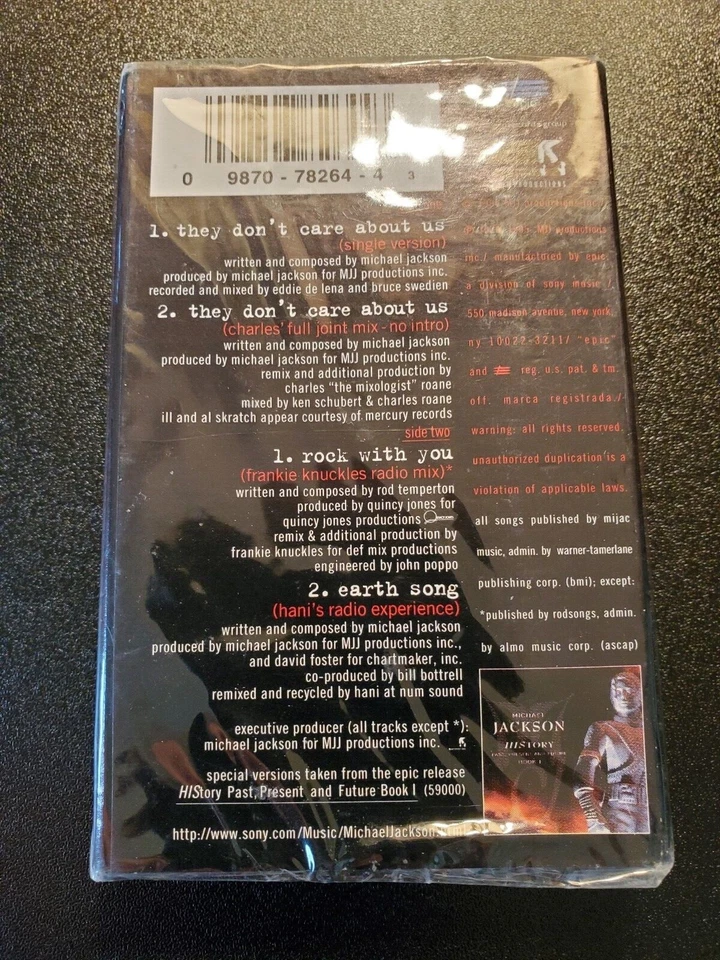 0 9870 - 78264 - 4 3
1. they don't care about us
(single version)
written and composed by michael jackson
produced by michael jackson for MJJ productions inc.
recorded and mixed by eddie de lena and bruce swedien
2. they don't care about us
(charles' full joint mix - no intro)
written and composed by michael jackson
produced by michael jackson for MJJ productions inc.
remix and additional production by
charles "the mixologist" roane
mixed by ken schubert & charles roane
ill and al skratch appear courtesy of mercury records
side two
1. rock with you
(frankie knuckles radio mix)*
written and composed by rod temperton
produced by quincy jones for
quincy jones productions
remix & additional production by
frankie knuckles for def mix productions
engineered by john poppo
2. earth song
(hani's radio experience)
written and composed by michael jackson
produced by michael jackson for MJJ productions inc.,
and david foster for chartmaker, inc.
co-produced by bill bottrell
remixed and recycled by hani at num sound
executive producer (all tracks except *):
michael jackson for MJJ productions inc.
special versions taken from the epic release
HIStory Past, Present and Future Book I (59000)
http://www.sony.com/Music/MichaelJackson
group
MJJ productions
inc./ manufactured by epic,
a division of sony music /
550 madison avenue, new york,
ny 10022-3211/ "epic"
and reg. u.s. pat. & tm.
off. marca registrada./
warning: all rights reserved.
unauthorized duplication is a
violation of applicable laws.
all songs published by mijac
music, admin. by warner-tamerlane
publishing corp. (bmi); except:
*published by rodsongs, admin.
by almo music corp. (ascap)
MICHAEL
JACKSON
HISTORY
PAST, PRESENT AND FUTURE
BOOK I